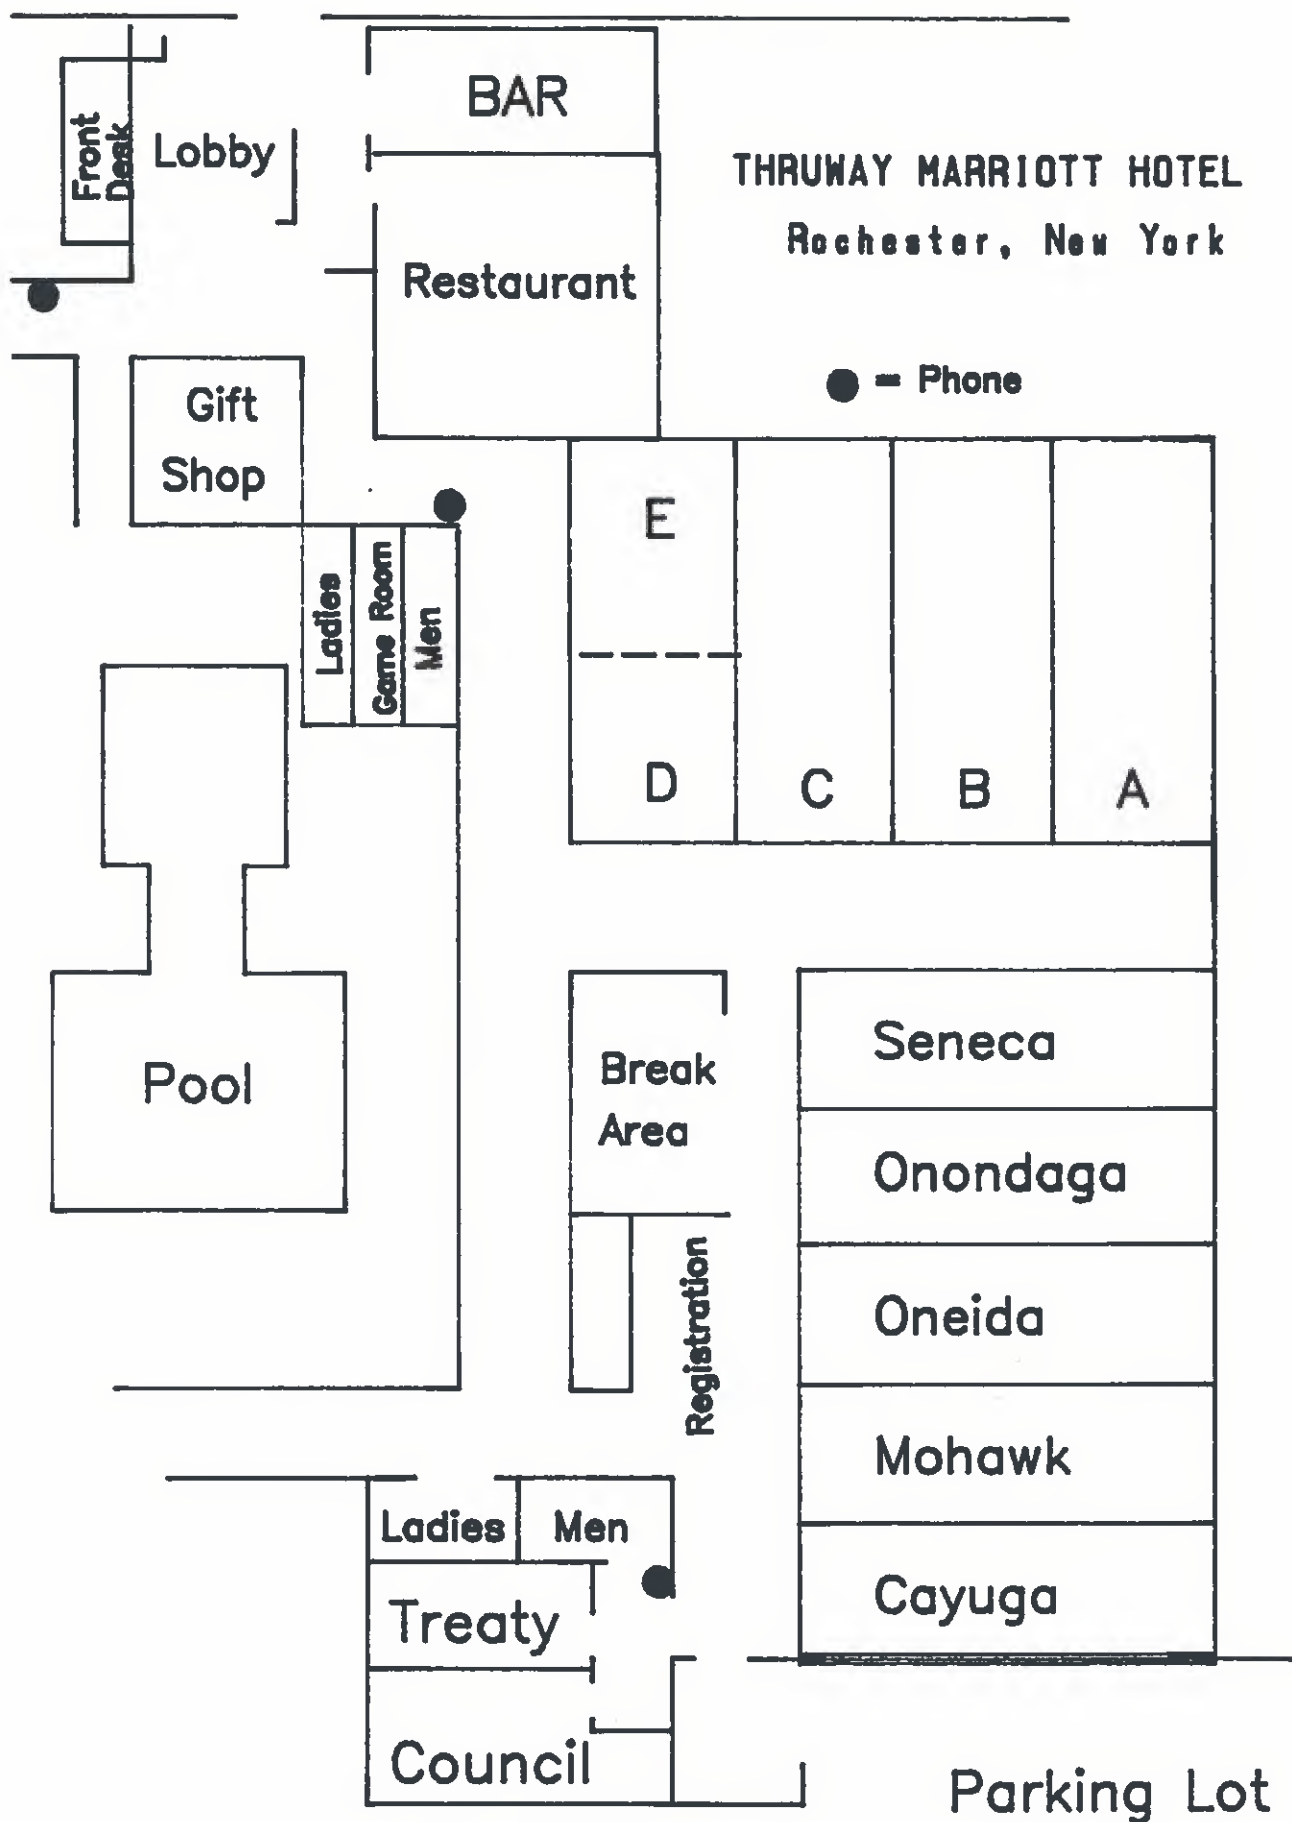 BAR
Front
Desk
Lobby
THRUWAY MARRIOTT HOTEL
Rochester, New York
Restaurant
= Phone
Gift
Shop
E
Ladies
Game Room
Men
D
C
B
A
Seneca
Break
Area
Pool
Onondaga
Registration
Oneida
Mohawk
Ladies
Men
Cayuga
Treaty
Council
Parking Lot